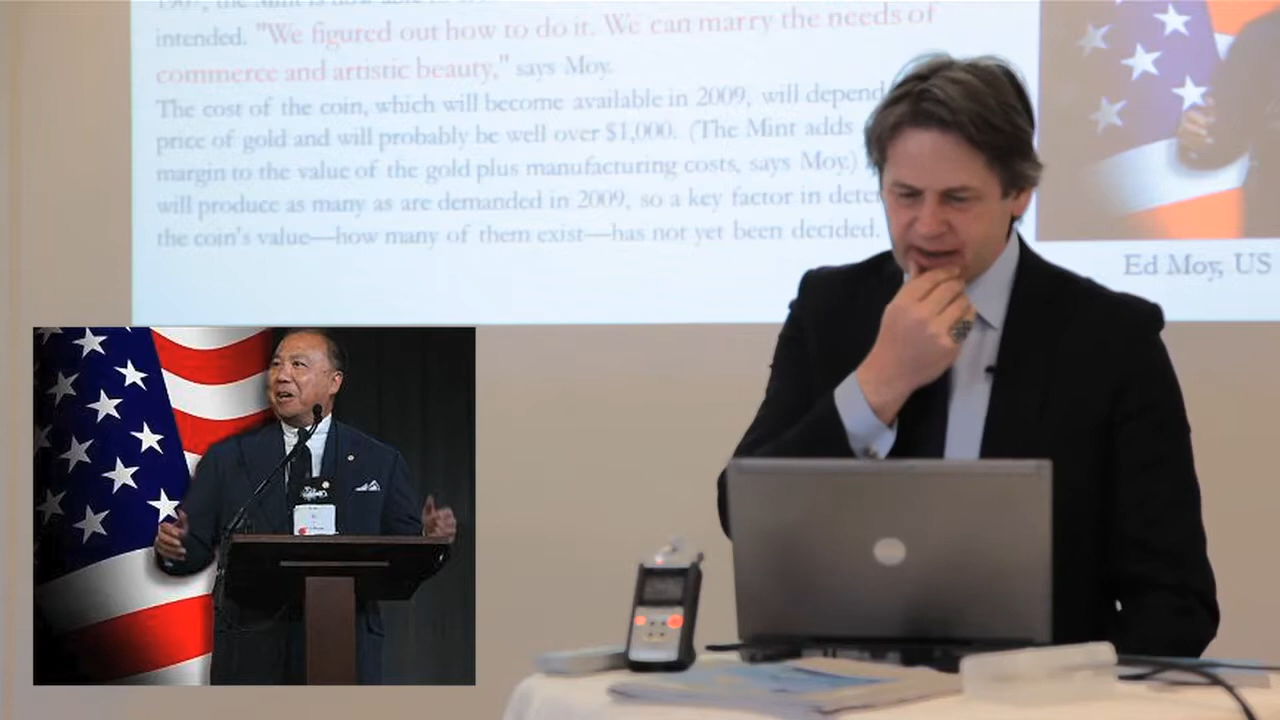 intended. "We figured out how to do it. We can marry the needs of
commerce and artistic beauty," says Moy.
The cost of the coin, which will become available in 2009, will depend
price of gold and will probably be well over $1,000. (The Mint adds
margin to the value of the gold plus manufacturing costs, says Moy.)
will produce as many as are demanded in 2009, so a key factor in deter
the coin's value—how many of them exist—has not yet been decided.
Ed Moy, US